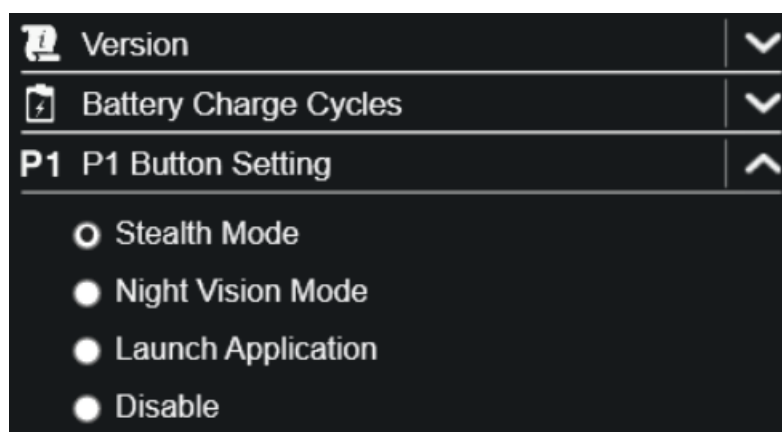 Version
Battery Charge Cycles
P1 P1 Button Setting
Stealth Mode
Night Vision Mode
Launch Application
Disable